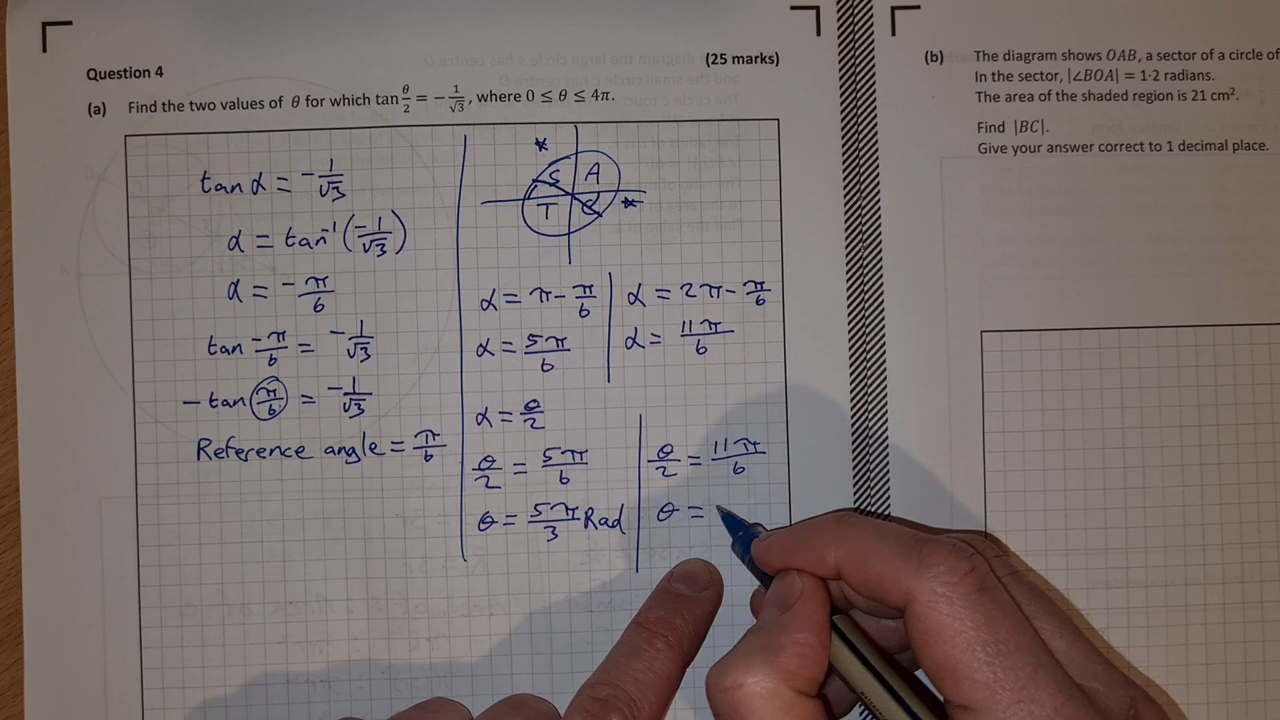 Question 4
(25 marks)
(a) Find the two values of θ for which tan θ/2 = −1/√3, where 0 ≤ θ ≤ 4π.
tan α = −1/√3
α = tan⁻¹(−1/√3)
α = −π/6
tan −π/6 = −1/√3
−tan(π/6) = −1/√3
Reference angle = π/6
* S A
T C *
α = π − π/6
α = 5π/6
α = 2π − π/6
α = 11π/6
α = θ/2
θ/2 = 5π/6
θ = 5π/3 Rad
θ/2 = 11π/6
θ =
(b) The diagram shows OAB, a sector of a circle of
In the sector, |∠BOA| = 1·2 radians.
The area of the shaded region is 21 cm².
Find |BC|.
Give your answer correct to 1 decimal place.